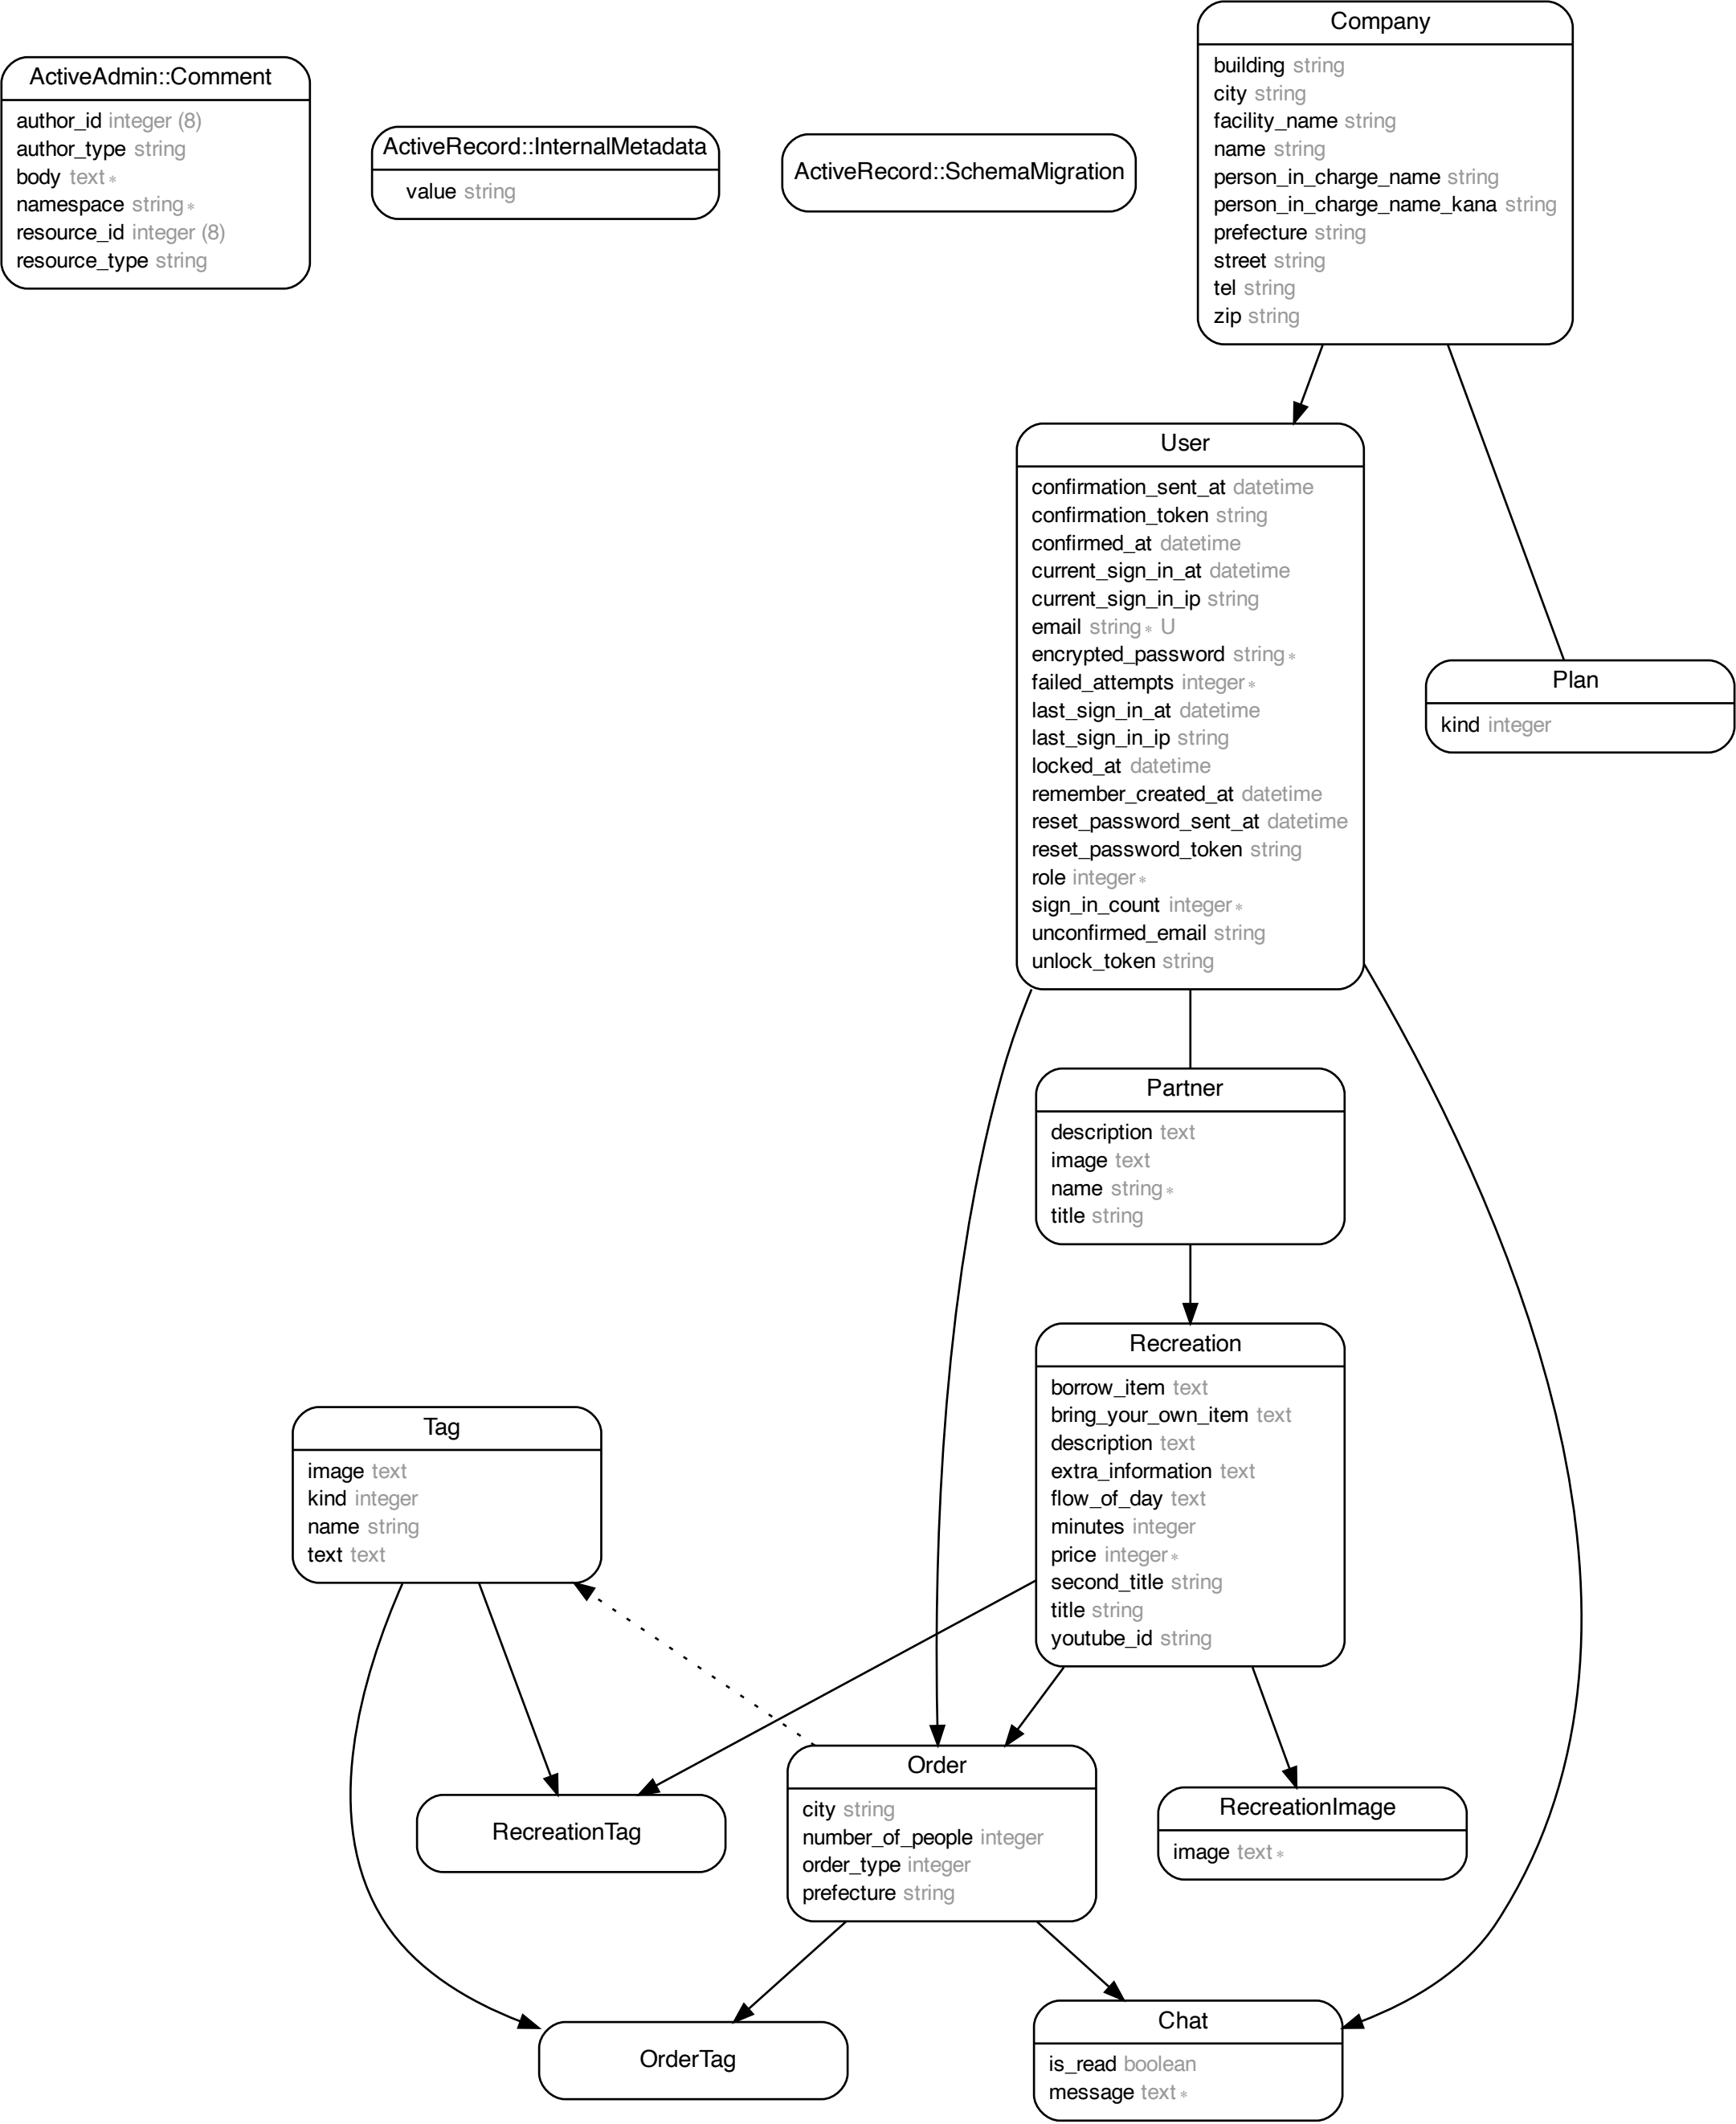 Company
building string
city string
facility_name string
name string
person_in_charge_name string
person_in_charge_name_kana string
prefecture string
street string
tel string
zip string
ActiveAdmin::Comment
author_id integer (8)
author_type string
body text *
namespace string *
resource_id integer (8)
resource_type string
ActiveRecord::InternalMetadata
value string
ActiveRecord::SchemaMigration
User
confirmation_sent_at datetime
confirmation_token string
confirmed_at datetime
current_sign_in_at datetime
current_sign_in_ip string
email string * U
encrypted_password string *
failed_attempts integer *
last_sign_in_at datetime
last_sign_in_ip string
locked_at datetime
remember_created_at datetime
reset_password_sent_at datetime
reset_password_token string
role integer *
sign_in_count integer *
unconfirmed_email string
unlock_token string
Plan
kind integer
Partner
description text
image text
name string *
title string
Recreation
borrow_item text
bring_your_own_item text
description text
extra_information text
flow_of_day text
minutes integer
price integer *
second_title string
title string
youtube_id string
Tag
image text
kind integer
name string
text text
RecreationTag
Order
city string
number_of_people integer
order_type integer
prefecture string
RecreationImage
image text *
OrderTag
Chat
is_read boolean
message text *